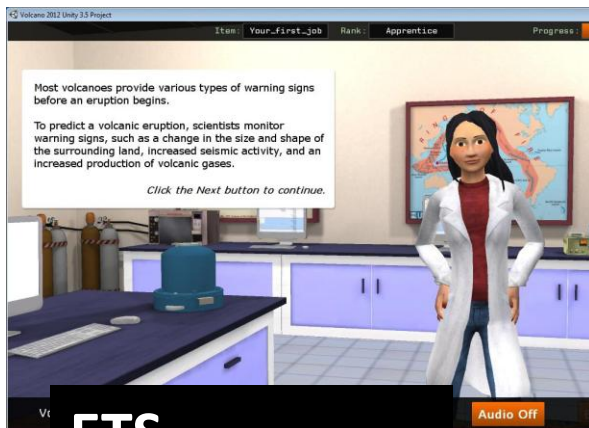 Volcano 2012 Unity 3.5 Project
Item: Your_first_job Rank: Apprentice Progress:
Most volcanoes provide various types of warning signs
before an eruption begins.
To predict a volcanic eruption, scientists monitor
warning signs, such as a change in the size and shape of
the surrounding land, increased seismic activity, and an
increased production of volcanic gases.
Click the Next button to continue.
RING
ETS
Audio Off